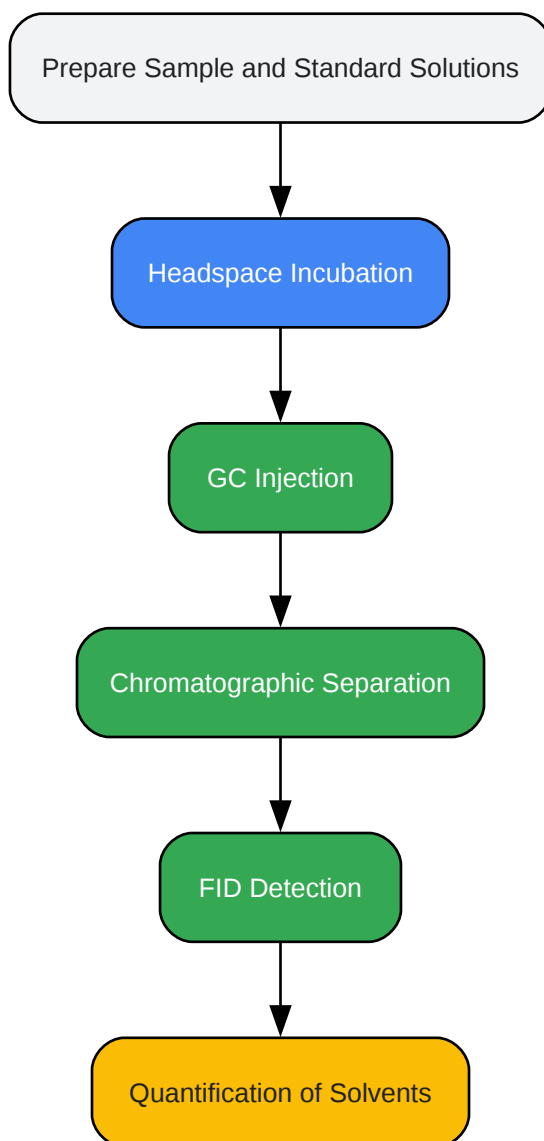 Prepare Sample and Standard Solutions
Headspace Incubation
GC Injection
Chromatographic Separation
FID Detection
Quantification of Solvents